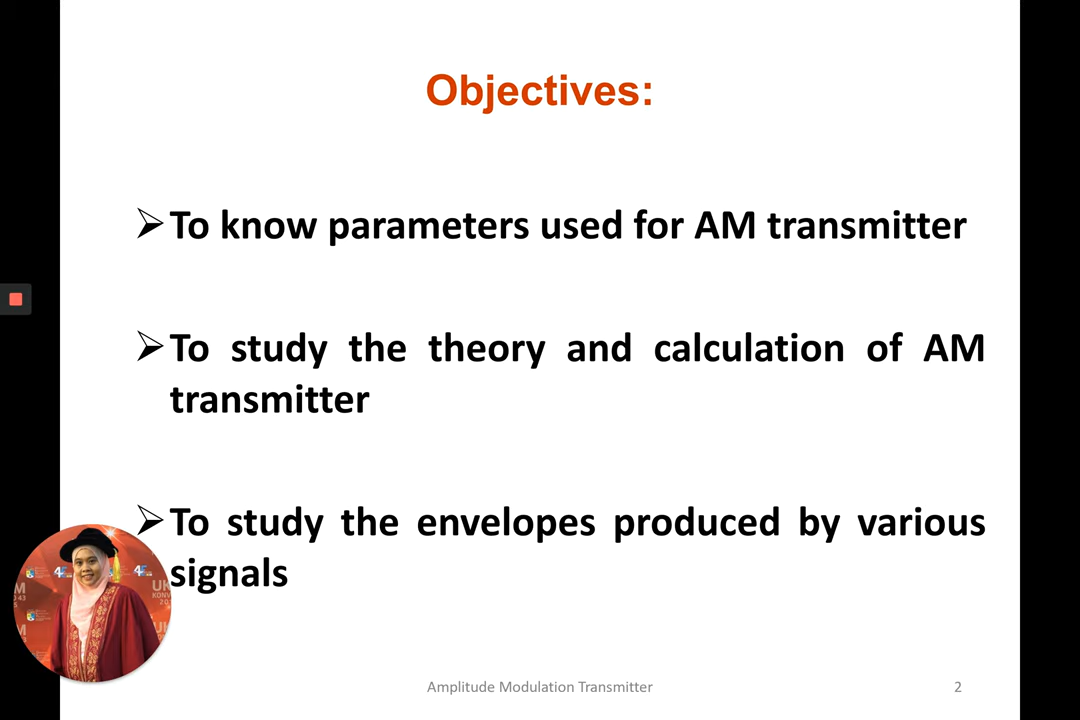 Objectives:
➢To know parameters used for AM transmitter
➢To study the theory and calculation of AM
transmitter
➢To study the envelopes produced by various
signals
Amplitude Modulation Transmitter
2